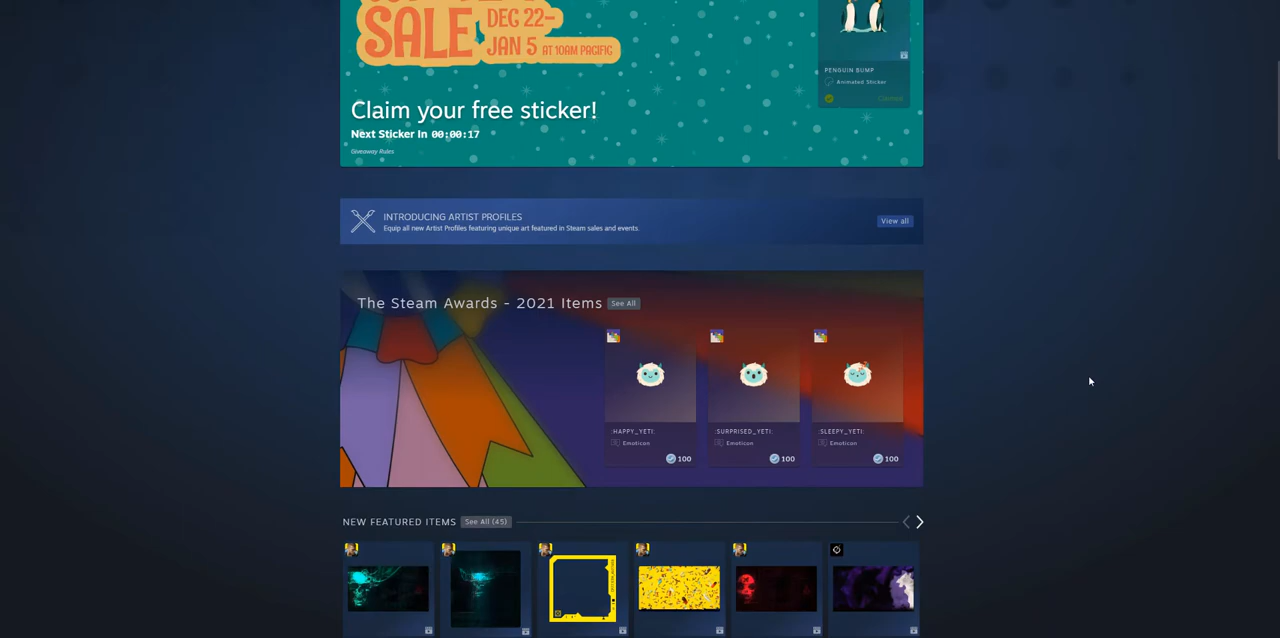 SALE
DEC 22-
JAN 5 AT 10AM PACIFIC
PENGUIN BUMP
Animated Sticker
Claim your free sticker!
Next Sticker In 00:00:17
Giveaway Rules
INTRODUCING ARTIST PROFILES
Equip all new Artist Profiles featuring unique art featured in Steam sales and events.
View all
The Steam Awards - 2021 Items See All
:HAPPY_YETI:
Emoticon
100
:SURPRISED_YETI:
Emoticon
100
:SLEEPY_YETI:
Emoticon
100
NEW FEATURED ITEMS See All (45)